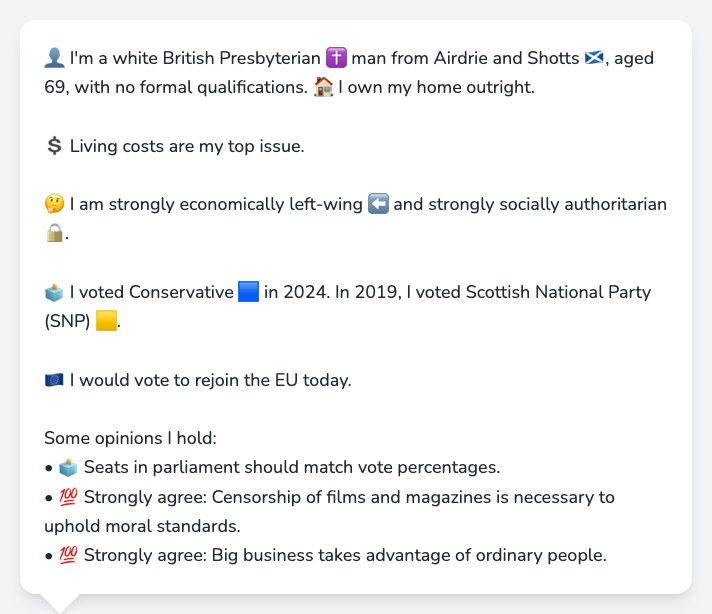 👤 I'm a white British Presbyterian ✝️ man from Airdrie and Shotts 🏴󠁧󠁢󠁳󠁣󠁴󠁿, aged
69, with no formal qualifications. 🏠 I own my home outright.
💲 Living costs are my top issue.
🤔 I am strongly economically left-wing ⬅️ and strongly socially authoritarian
🔒.
🗳️ I voted Conservative 🟦 in 2024. In 2019, I voted Scottish National Party
(SNP) 🟨.
🇪🇺 I would vote to rejoin the EU today.
Some opinions I hold:
• 🗳️ Seats in parliament should match vote percentages.
• 💯 Strongly agree: Censorship of films and magazines is necessary to
uphold moral standards.
• 💯 Strongly agree: Big business takes advantage of ordinary people.